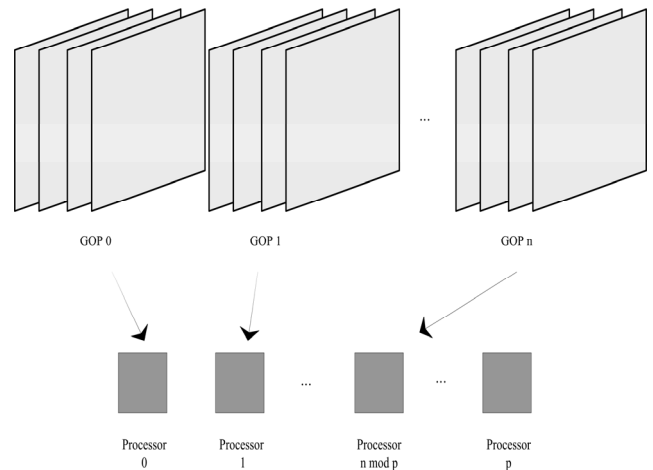 ...
GOP 0
GOP 1
GOP n
...
...
Processor
0
Processor
1
Processor
n mod p
Processor
p